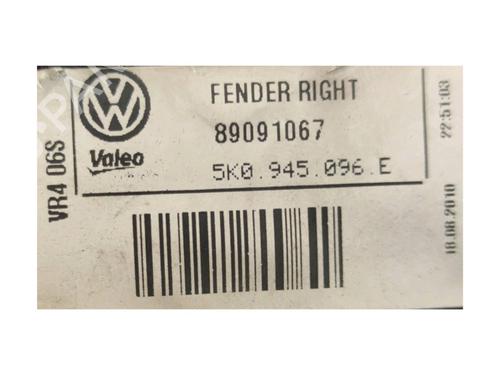 VR4 06S
Valeo
FENDER RIGHT
89091067
5K0.945.096.E
18.08.2010
22:51:03